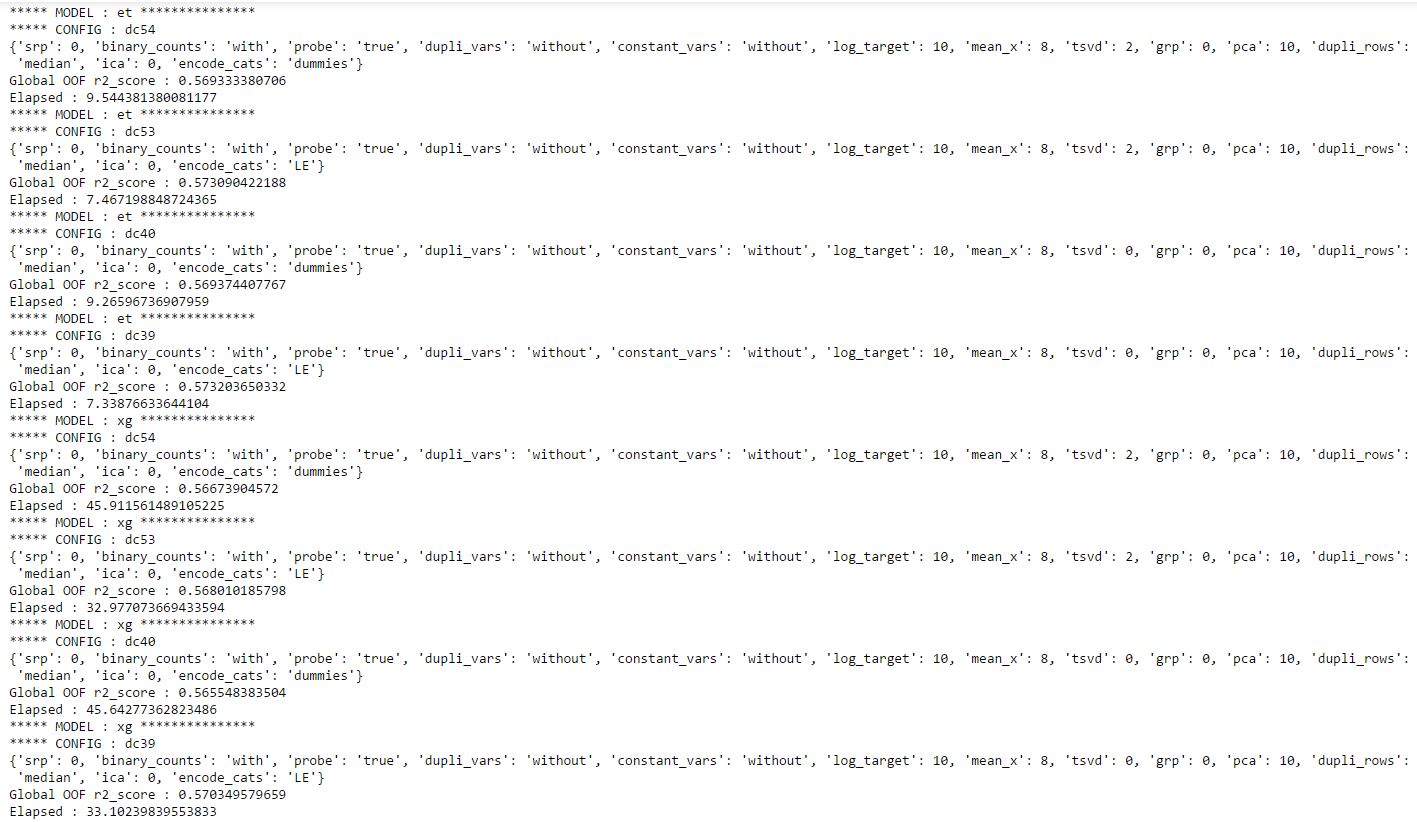 ***** MODEL : et ***************
***** CONFIG : dc54
{'srp': 0, 'binary_counts': 'with', 'probe': 'true', 'dupli_vars': 'without', 'constant_vars': 'without', 'log_target': 10, 'mean_x': 8, 'tsvd': 2, 'grp': 0, 'pca': 10, 'dupli_rows':
'median', 'ica': 0, 'encode_cats': 'dummies'}
Global OOF r2_score : 0.569333380706
Elapsed : 9.544381380081177
***** MODEL : et ***************
***** CONFIG : dc53
{'srp': 0, 'binary_counts': 'with', 'probe': 'true', 'dupli_vars': 'without', 'constant_vars': 'without', 'log_target': 10, 'mean_x': 8, 'tsvd': 2, 'grp': 0, 'pca': 10, 'dupli_rows':
'median', 'ica': 0, 'encode_cats': 'LE'}
Global OOF r2_score : 0.573090422188
Elapsed : 7.467198848724365
***** MODEL : et ***************
***** CONFIG : dc40
{'srp': 0, 'binary_counts': 'with', 'probe': 'true', 'dupli_vars': 'without', 'constant_vars': 'without', 'log_target': 10, 'mean_x': 8, 'tsvd': 0, 'grp': 0, 'pca': 10, 'dupli_rows':
'median', 'ica': 0, 'encode_cats': 'dummies'}
Global OOF r2_score : 0.569374407767
Elapsed : 9.26596736907959
***** MODEL : et ***************
***** CONFIG : dc39
{'srp': 0, 'binary_counts': 'with', 'probe': 'true', 'dupli_vars': 'without', 'constant_vars': 'without', 'log_target': 10, 'mean_x': 8, 'tsvd': 0, 'grp': 0, 'pca': 10, 'dupli_rows':
'median', 'ica': 0, 'encode_cats': 'LE'}
Global OOF r2_score : 0.573203650332
Elapsed : 7.33876633644104
***** MODEL : xg ***************
***** CONFIG : dc54
{'srp': 0, 'binary_counts': 'with', 'probe': 'true', 'dupli_vars': 'without', 'constant_vars': 'without', 'log_target': 10, 'mean_x': 8, 'tsvd': 2, 'grp': 0, 'pca': 10, 'dupli_rows':
'median', 'ica': 0, 'encode_cats': 'dummies'}
Global OOF r2_score : 0.56673904572
Elapsed : 45.911561489105225
***** MODEL : xg ***************
***** CONFIG : dc53
{'srp': 0, 'binary_counts': 'with', 'probe': 'true', 'dupli_vars': 'without', 'constant_vars': 'without', 'log_target': 10, 'mean_x': 8, 'tsvd': 2, 'grp': 0, 'pca': 10, 'dupli_rows':
'median', 'ica': 0, 'encode_cats': 'LE'}
Global OOF r2_score : 0.568010185798
Elapsed : 32.977073669433594
***** MODEL : xg ***************
***** CONFIG : dc40
{'srp': 0, 'binary_counts': 'with', 'probe': 'true', 'dupli_vars': 'without', 'constant_vars': 'without', 'log_target': 10, 'mean_x': 8, 'tsvd': 0, 'grp': 0, 'pca': 10, 'dupli_rows':
'median', 'ica': 0, 'encode_cats': 'dummies'}
Global OOF r2_score : 0.565548383504
Elapsed : 45.64277362823486
***** MODEL : xg ***************
***** CONFIG : dc39
{'srp': 0, 'binary_counts': 'with', 'probe': 'true', 'dupli_vars': 'without', 'constant_vars': 'without', 'log_target': 10, 'mean_x': 8, 'tsvd': 0, 'grp': 0, 'pca': 10, 'dupli_rows':
'median', 'ica': 0, 'encode_cats': 'LE'}
Global OOF r2_score : 0.570349579659
Elapsed : 33.10239839553833